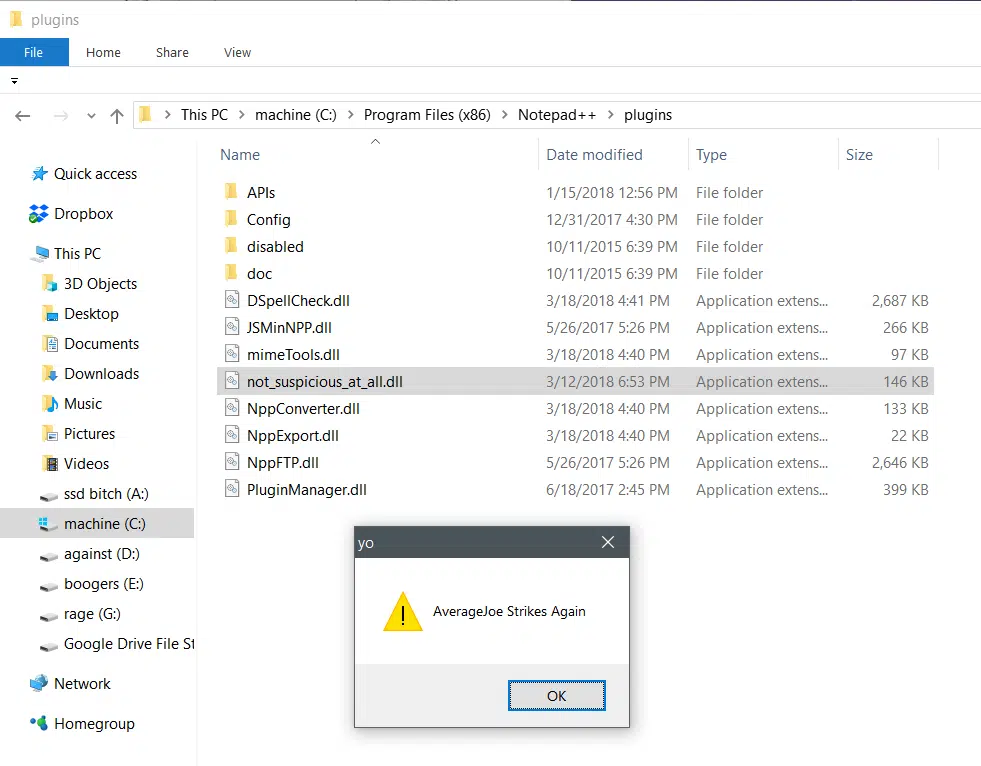 plugins
File Home Share View
This PC machine (C:) Program Files (x86) Notepad++ plugins
Name Date modified Type Size
Quick access
Dropbox
This PC
3D Objects
Desktop
Documents
Downloads
Music
Pictures
Videos
ssd bitch (A:)
machine (C:)
against (D:)
boogers (E:)
rage (G:)
Google Drive File St
Network
Homegroup
APIs 1/15/2018 12:56 PM File folder
Config 12/31/2017 4:30 PM File folder
disabled 10/11/2015 6:39 PM File folder
doc 10/11/2015 6:39 PM File folder
DSpellCheck.dll 3/18/2018 4:41 PM Application extens... 2,687 KB
JSMinNPP.dll 5/26/2017 5:26 PM Application extens... 266 KB
mimeTools.dll 3/18/2018 4:40 PM Application extens... 97 KB
not_suspicious_at_all.dll 3/12/2018 6:53 PM Application extens... 146 KB
NppConverter.dll 3/18/2018 4:40 PM Application extens... 133 KB
NppExport.dll 3/18/2018 4:40 PM Application extens... 22 KB
NppFTP.dll 5/26/2017 5:26 PM Application extens... 2,646 KB
PluginManager.dll 6/18/2017 2:45 PM Application extens... 399 KB
yo
AverageJoe Strikes Again
OK